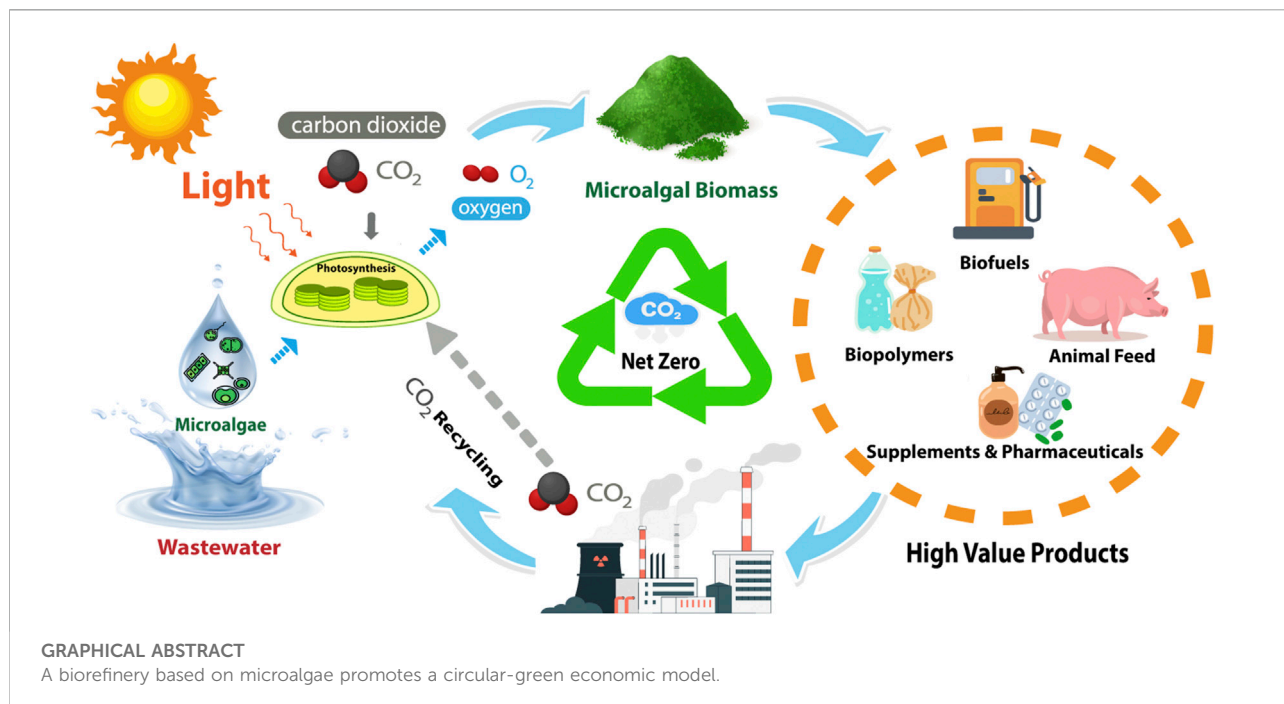 carbon dioxide
CO₂
O₂
oxygen
Light
Photosynthesis
Microalgae
Wastewater
Microalgal Biomass
CO₂
Net Zero
CO₂ Recycling
CO₂
Biofuels
Biopolymers
Animal Feed
Supplements & Pharmaceuticals
High Value Products
GRAPHICAL ABSTRACT
A biorefinery based on microalgae promotes a circular-green economic model.